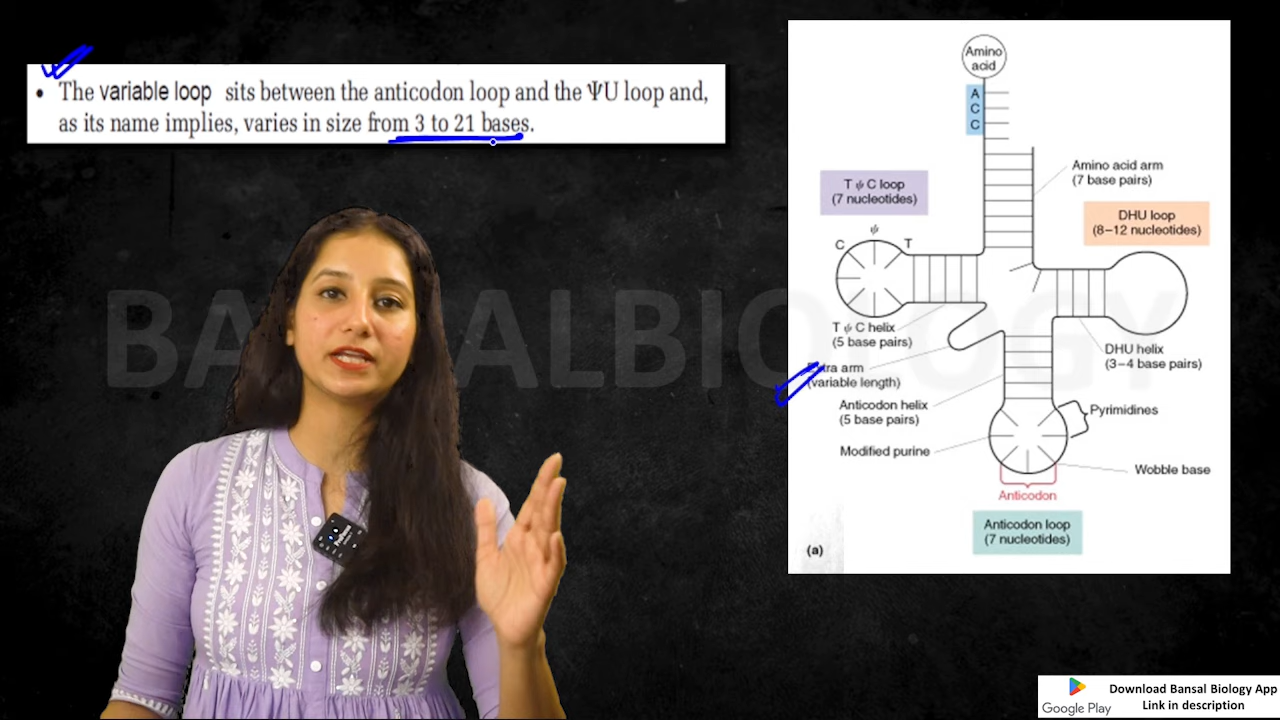 • The variable loop sits between the anticodon loop and the ΨU loop and,
as its name implies, varies in size from 3 to 21 bases.
BANSAL BIOLOGY
Amino
acid
A
C
C
Amino acid arm
(7 base pairs)
T ψ C loop
(7 nucleotides)
DHU loop
(8–12 nucleotides)
C
ψ
T
T ψ C helix
(5 base pairs)
DHU helix
(3–4 base pairs)
arm
(variable length)
Anticodon helix
(5 base pairs)
Pyrimidines
Modified purine
Wobble base
Anticodon
Anticodon loop
(7 nucleotides)
(a)
Google Play
Download Bansal Biology App
Link in description